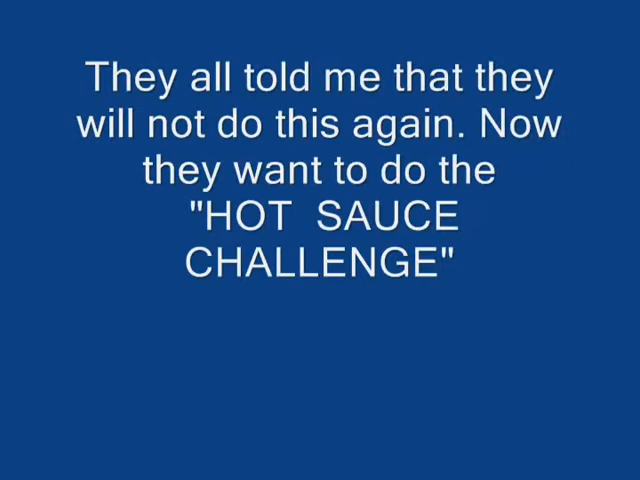 They all told me that they
will not do this again. Now
they want to do the
"HOT  SAUCE
CHALLENGE"